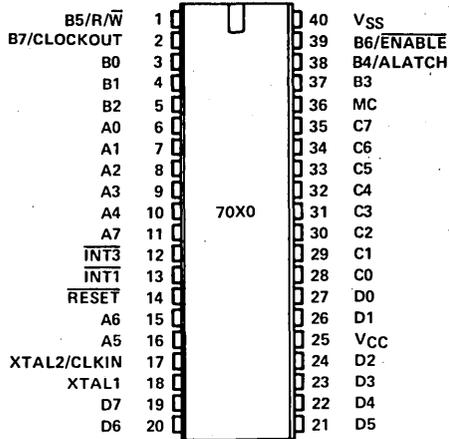 B5/R/W̅ 1 40 VSS
B7/CLOCKOUT 2 39 B6/E̅N̅A̅B̅L̅E̅
B0 3 38 B4/ALATCH
B1 4 37 B3
B2 5 36 MC
A0 6 35 C7
A1 7 34 C6
A2 8 33 C5
A3 9 32 C4
A4 10 70X0 31 C3
A7 11 30 C2
I̅N̅T̅3̅ 12 29 C1
I̅N̅T̅1̅ 13 28 C0
R̅E̅S̅E̅T̅ 14 27 D0
A6 15 26 D1
A5 16 25 VCC
XTAL2/CLKIN 17 24 D2
XTAL1 18 23 D3
D7 19 22 D4
D6 20 21 D5